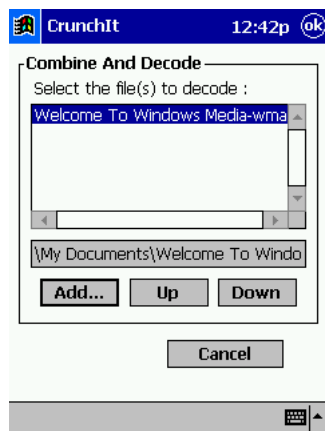 CrunchIt 12:42p ok
Combine And Decode
Select the file(s) to decode :
Welcome To Windows Media-wma
\My Documents\Welcome To Windo
Add... Up Down
Cancel